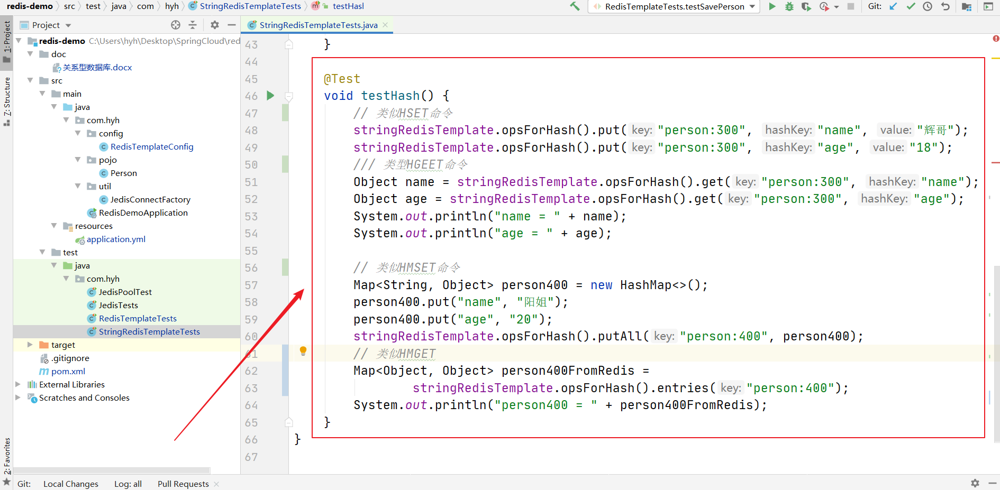 redis-demo src test java com hyh StringRedisTemplateTests testHasl RedisTemplateTests.testSavePerson Git:
1: Project
7: Structure
2: Favorites
Project
redis-demo C:\Users\hyh\Desktop\SpringCloud\red
doc
关系型数据库.docx
src
main
java
com.hyh
config
RedisTemplateConfig
pojo
Person
util
JedisConnectFactory
RedisDemoApplication
resources
application.yml
test
java
com.hyh
JedisPoolTest
JedisTests
RedisTemplateTests
StringRedisTemplateTests
target
.gitignore
pom.xml
External Libraries
Scratches and Consoles
StringRedisTemplateTests.java
43 }
44
45 @Test
46 void testHash() {
47 // 类似HSET命令
48 stringRedisTemplate.opsForHash().put( key: "person:300", hashKey: "name", value: "辉哥");
49 stringRedisTemplate.opsForHash().put( key: "person:300", hashKey: "age", value: "18");
50 /// 类型HGEET命令
51 Object name = stringRedisTemplate.opsForHash().get( key: "person:300", hashKey: "name");
52 Object age = stringRedisTemplate.opsForHash().get( key: "person:300", hashKey: "age");
53 System.out.println("name = " + name);
54 System.out.println("age = " + age);
55
56 // 类似HMSET命令
57 Map<String, Object> person400 = new HashMap<>();
58 person400.put("name", "阳姐");
59 person400.put("age", "20");
60 stringRedisTemplate.opsForHash().putAll( key: "person:400", person400);
61 // 类似HMGET
62 Map<Object, Object> person400FromRedis =
63 stringRedisTemplate.opsForHash().entries( key: "person:400");
64 System.out.println("person400 = " + person400FromRedis);
65 }
66 }
67
Git: Local Changes Log: all Pull Requests